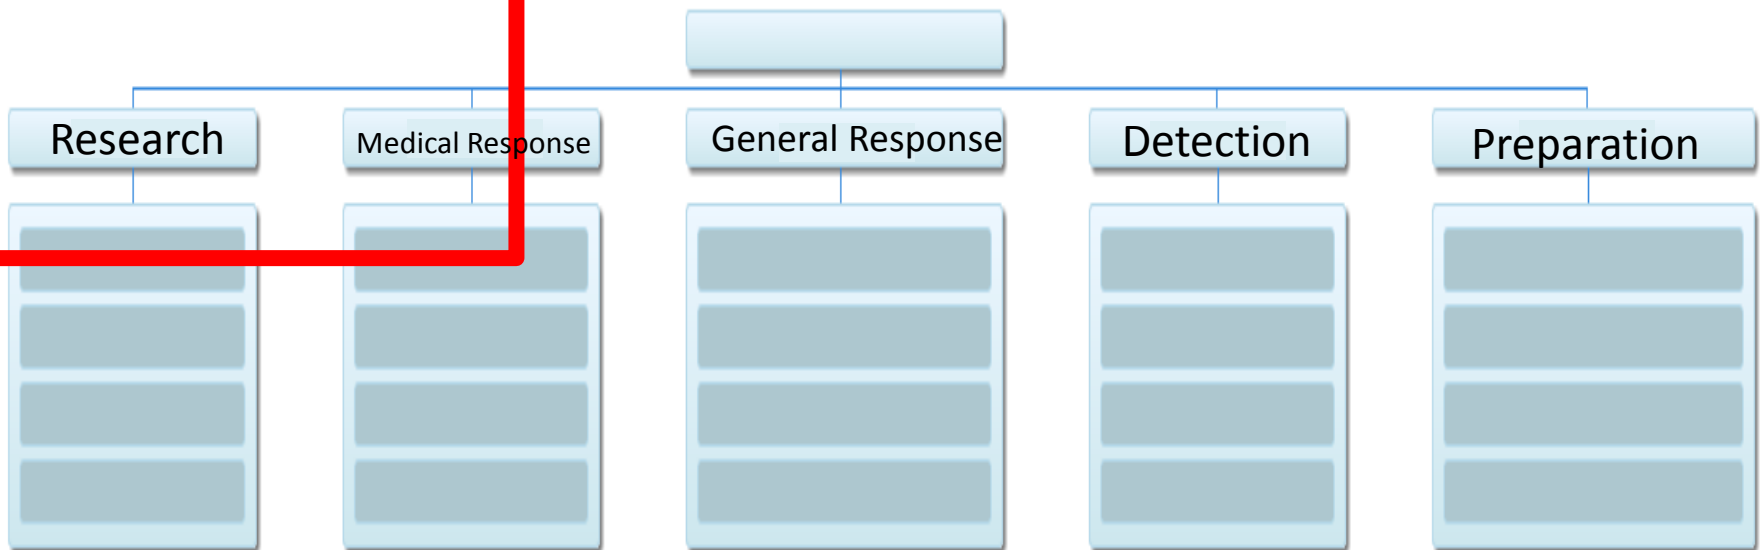 Research
Medical Response
General Response
Detection
Preparation